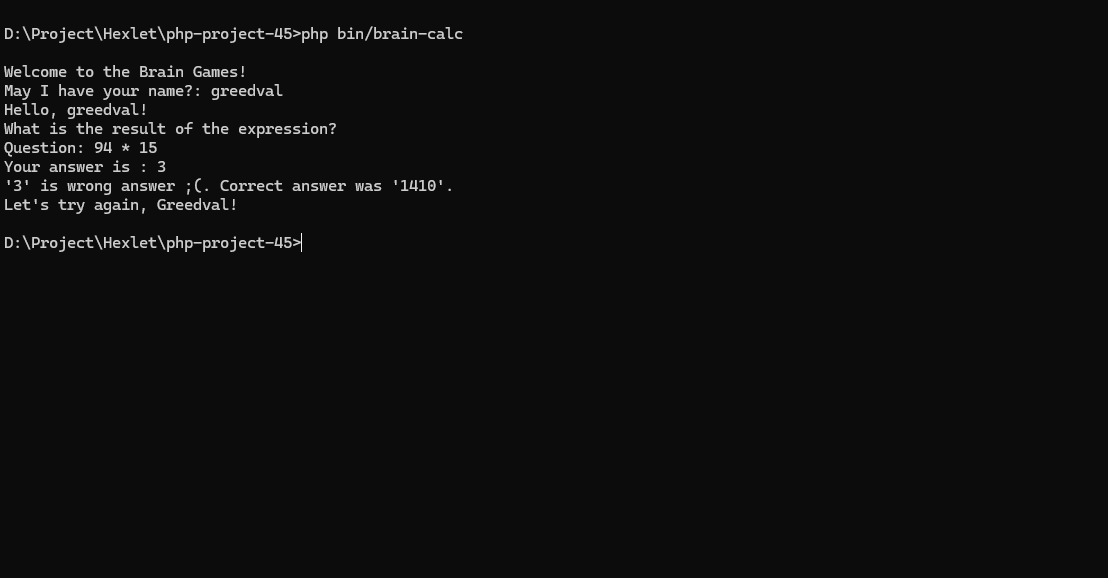 D:\Project\Hexlet\php-project-45>php bin/brain-calc
Welcome to the Brain Games!
May I have your name?: greedval
Hello, greedval!
What is the result of the expression?
Question: 94 * 15
Your answer is : 3
'3' is wrong answer ;(. Correct answer was '1410'.
Let's try again, Greedval!
D:\Project\Hexlet\php-project-45>